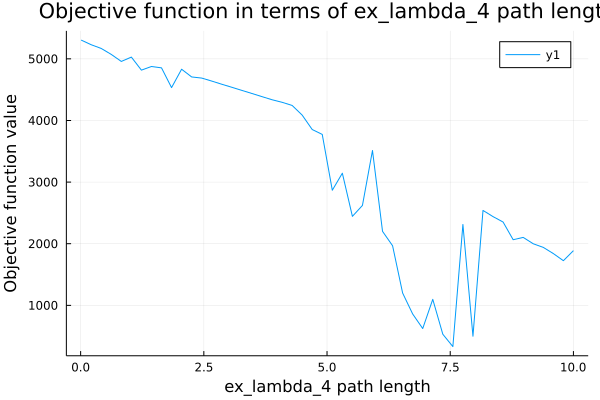 Objective function in terms of ex_lambda_4 path lengt
y1
Objective function value
5000
4000
3000
2000
1000
0.0 2.5 5.0 7.5 10.0
ex_lambda_4 path length